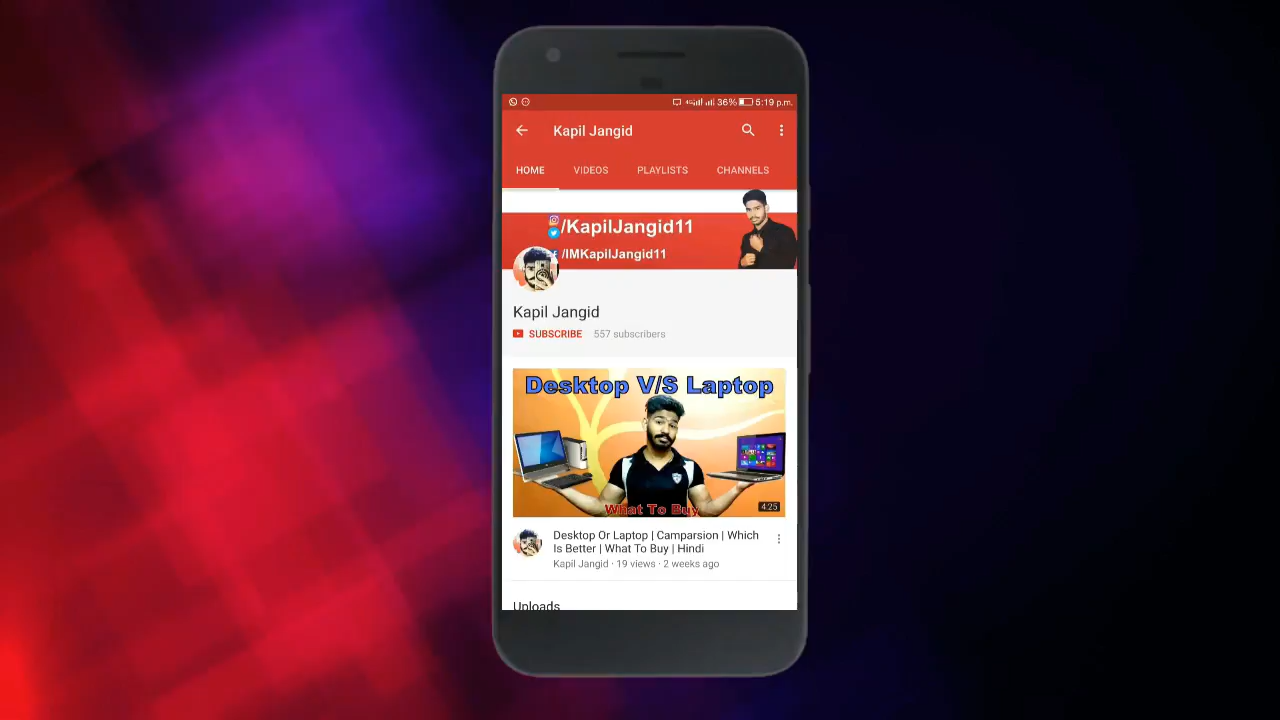 36% 5:19 p.m.
Kapil Jangid
HOME VIDEOS PLAYLISTS CHANNELS
/KapilJangid11
/IMKapilJangid11
Kapil Jangid
SUBSCRIBE 557 subscribers
Desktop V/S Laptop
What To Buy
4:25
Desktop Or Laptop | Camparsion | Which
Is Better | What To Buy | Hindi
Kapil Jangid · 19 views · 2 weeks ago
Uploads